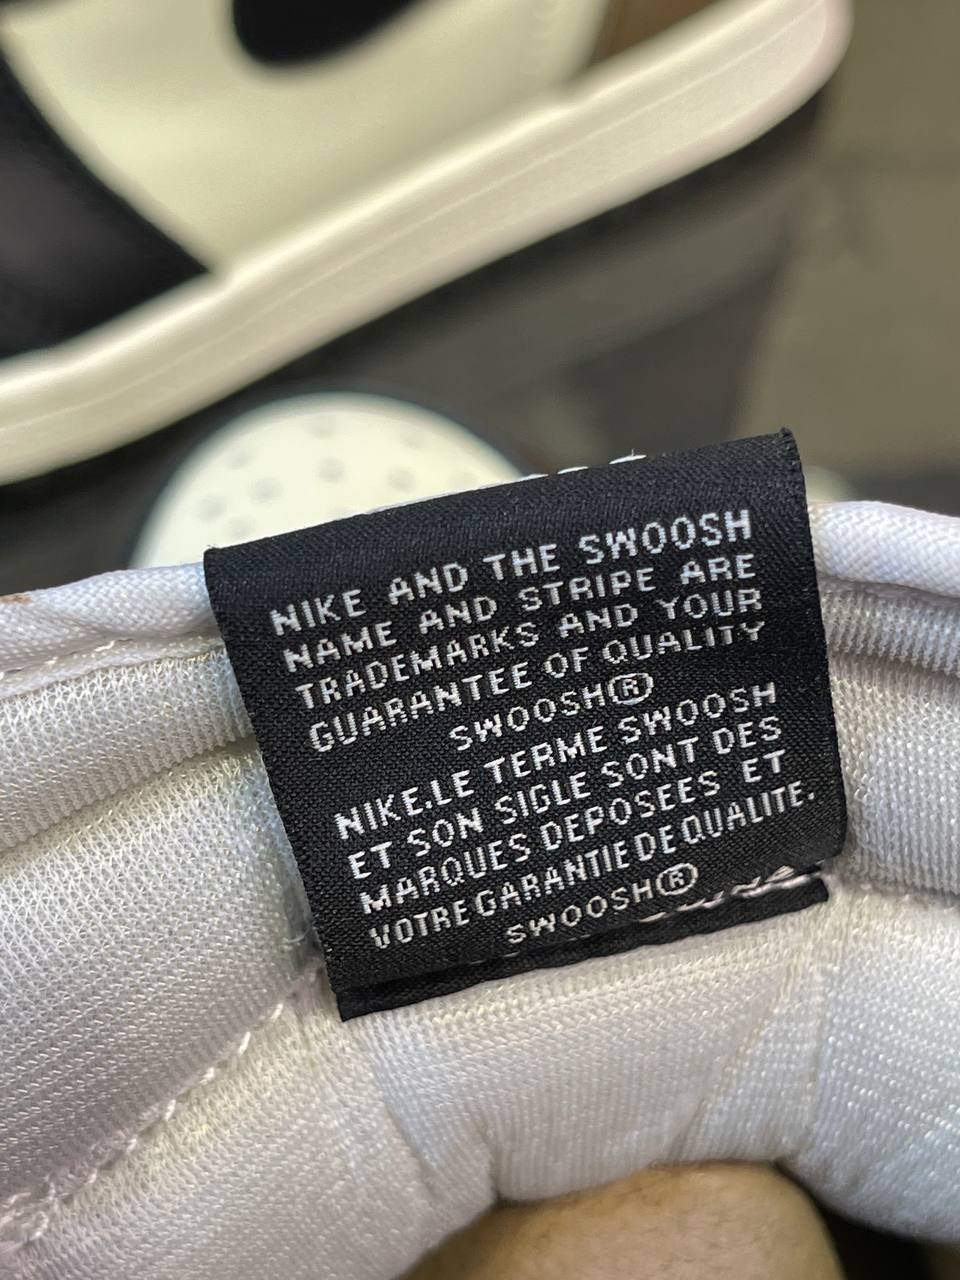 NIKE AND THE SWOOSH
NAME AND STRIPE ARE
TRADEMARKS AND YOUR
GUARANTEE OF QUALITY
SWOOSH®
NIKE.LE TERME SWOOSH
ET SON SIGLE SONT DES
MARQUES DEPOSEES ET
VOTRE GARANTIE DE QUALITE.
SWOOSH®